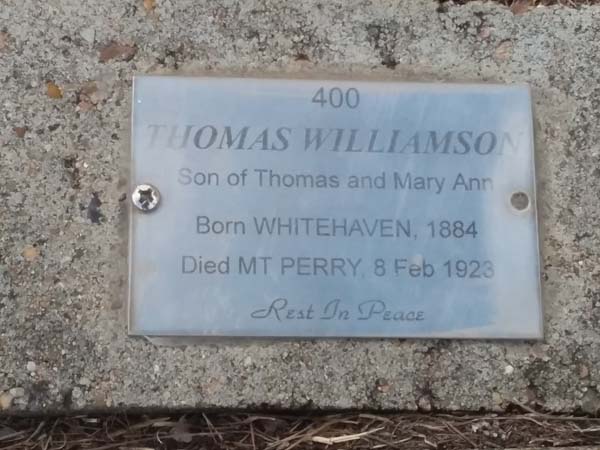 400
THOMAS WILLIAMSON
Son of Thomas and Mary Ann
Born WHITEHAVEN, 1884
Died MT PERRY, 8 Feb 1923
Rest In Peace